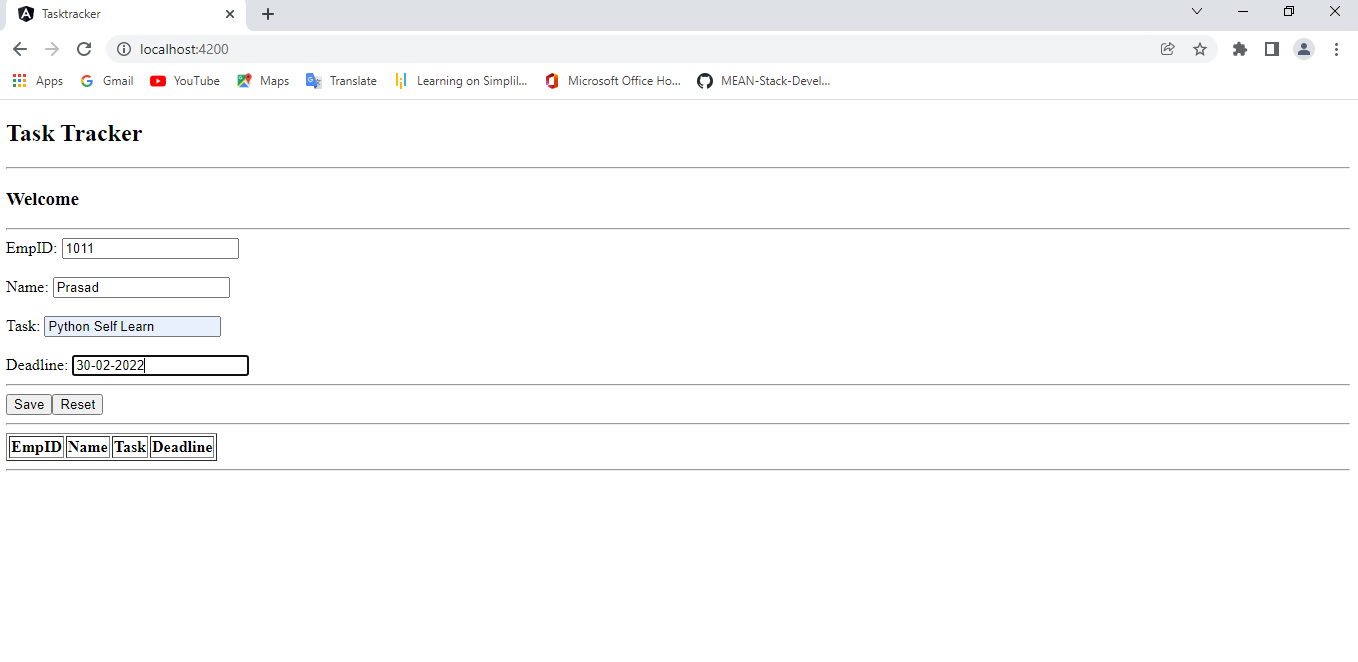 Tasktracker
localhost:4200
Apps Gmail YouTube Maps Translate Learning on Simplil... Microsoft Office Ho... MEAN-Stack-Devel...
Task Tracker
Welcome
EmpID: 1011
Name: Prasad
Task: Python Self Learn
Deadline: 30-02-2022
Save Reset
EmpID Name Task Deadline